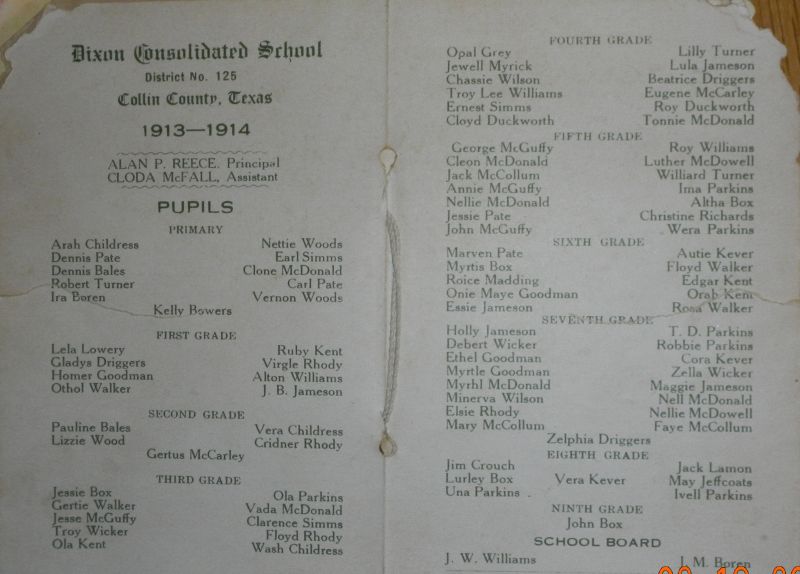 Dixon Consolidated School
District No. 125
Collin County, Texas
1913—1914
ALAN P. REECE, Principal
CLODA McFALL, Assistant
PUPILS
PRIMARY
Arah Childress Nettie Woods
Dennis Pate Earl Simms
Dennis Bales Clone McDonald
Robert Turner Carl Pate
Ira Boren Vernon Woods
Kelly Bowers
FIRST GRADE
Lela Lowery Ruby Kent
Gladys Driggers Virgle Rhody
Homer Goodman Alton Williams
Othol Walker J. B. Jameson
SECOND GRADE
Pauline Bales Vera Childress
Lizzie Wood Cridner Rhody
Gertus McCarley
THIRD GRADE
Jessie Box Ola Parkins
Gertie Walker Vada McDonald
Jesse McGuffy Clarence Simms
Troy Wicker Floyd Rhody
Ola Kent Wash Childress
FOURTH GRADE
Opal Grey Lilly Turner
Jewell Myrick Lula Jameson
Chassie Wilson Beatrice Driggers
Troy Lee Williams Eugene McCarley
Ernest Simms Roy Duckworth
Cloyd Duckworth Tonnie McDonald
FIFTH GRADE
George McGuffy Roy Williams
Cleon McDonald Luther McDowell
Jack McCollum Williard Turner
Annie McGuffy Ima Parkins
Nellie McDonald Altha Box
Jessie Pate Christine Richards
John McGuffy Wera Parkins
SIXTH GRADE
Marven Pate Autie Kever
Myrtis Box Floyd Walker
Roice Madding Edgar Kent
Onie Maye Goodman Orab Kent
Essie Jameson Rosa Walker
SEVENTH GRADE
Holly Jameson T. D. Parkins
Debert Wicker Robbie Parkins
Ethel Goodman Cora Kever
Myrtle Goodman Zella Wicker
Myrhl McDonald Maggie Jameson
Minerva Wilson Nell McDonald
Elsie Rhody Nellie McDowell
Mary McCollum Faye McCollum
Zelphia Driggers
EIGHTH GRADE
Jim Crouch Jack Lamon
Lurley Box Vera Kever May Jeffcoats
Una Parkins Ivell Parkins
NINTH GRADE
John Box
SCHOOL BOARD
J. W. Williams J. M. Boren